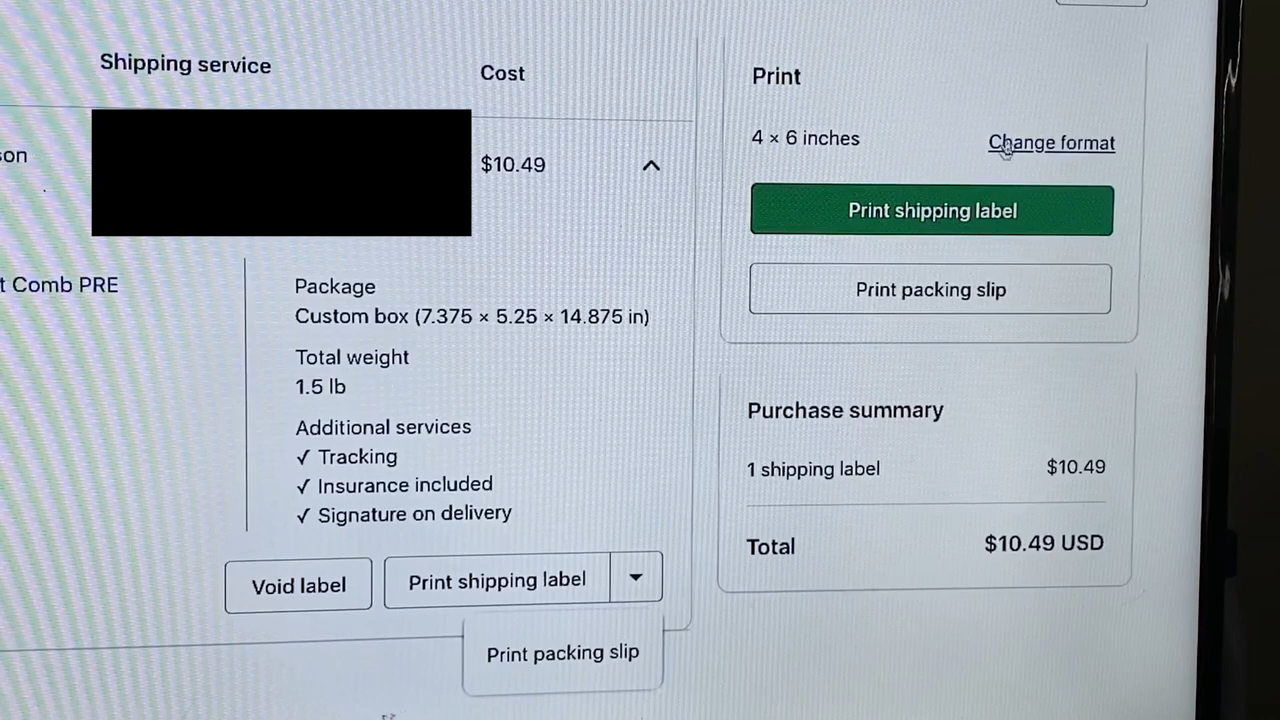 Shipping service
Cost
son
$10.49
t Comb PRE
Package
Custom box (7.375 × 5.25 × 14.875 in)
Total weight
1.5 lb
Additional services
✓ Tracking
✓ Insurance included
✓ Signature on delivery
Void label
Print shipping label
Print packing slip
Print
4 × 6 inches
Change format
Print shipping label
Print packing slip
Purchase summary
1 shipping label
$10.49
Total
$10.49 USD